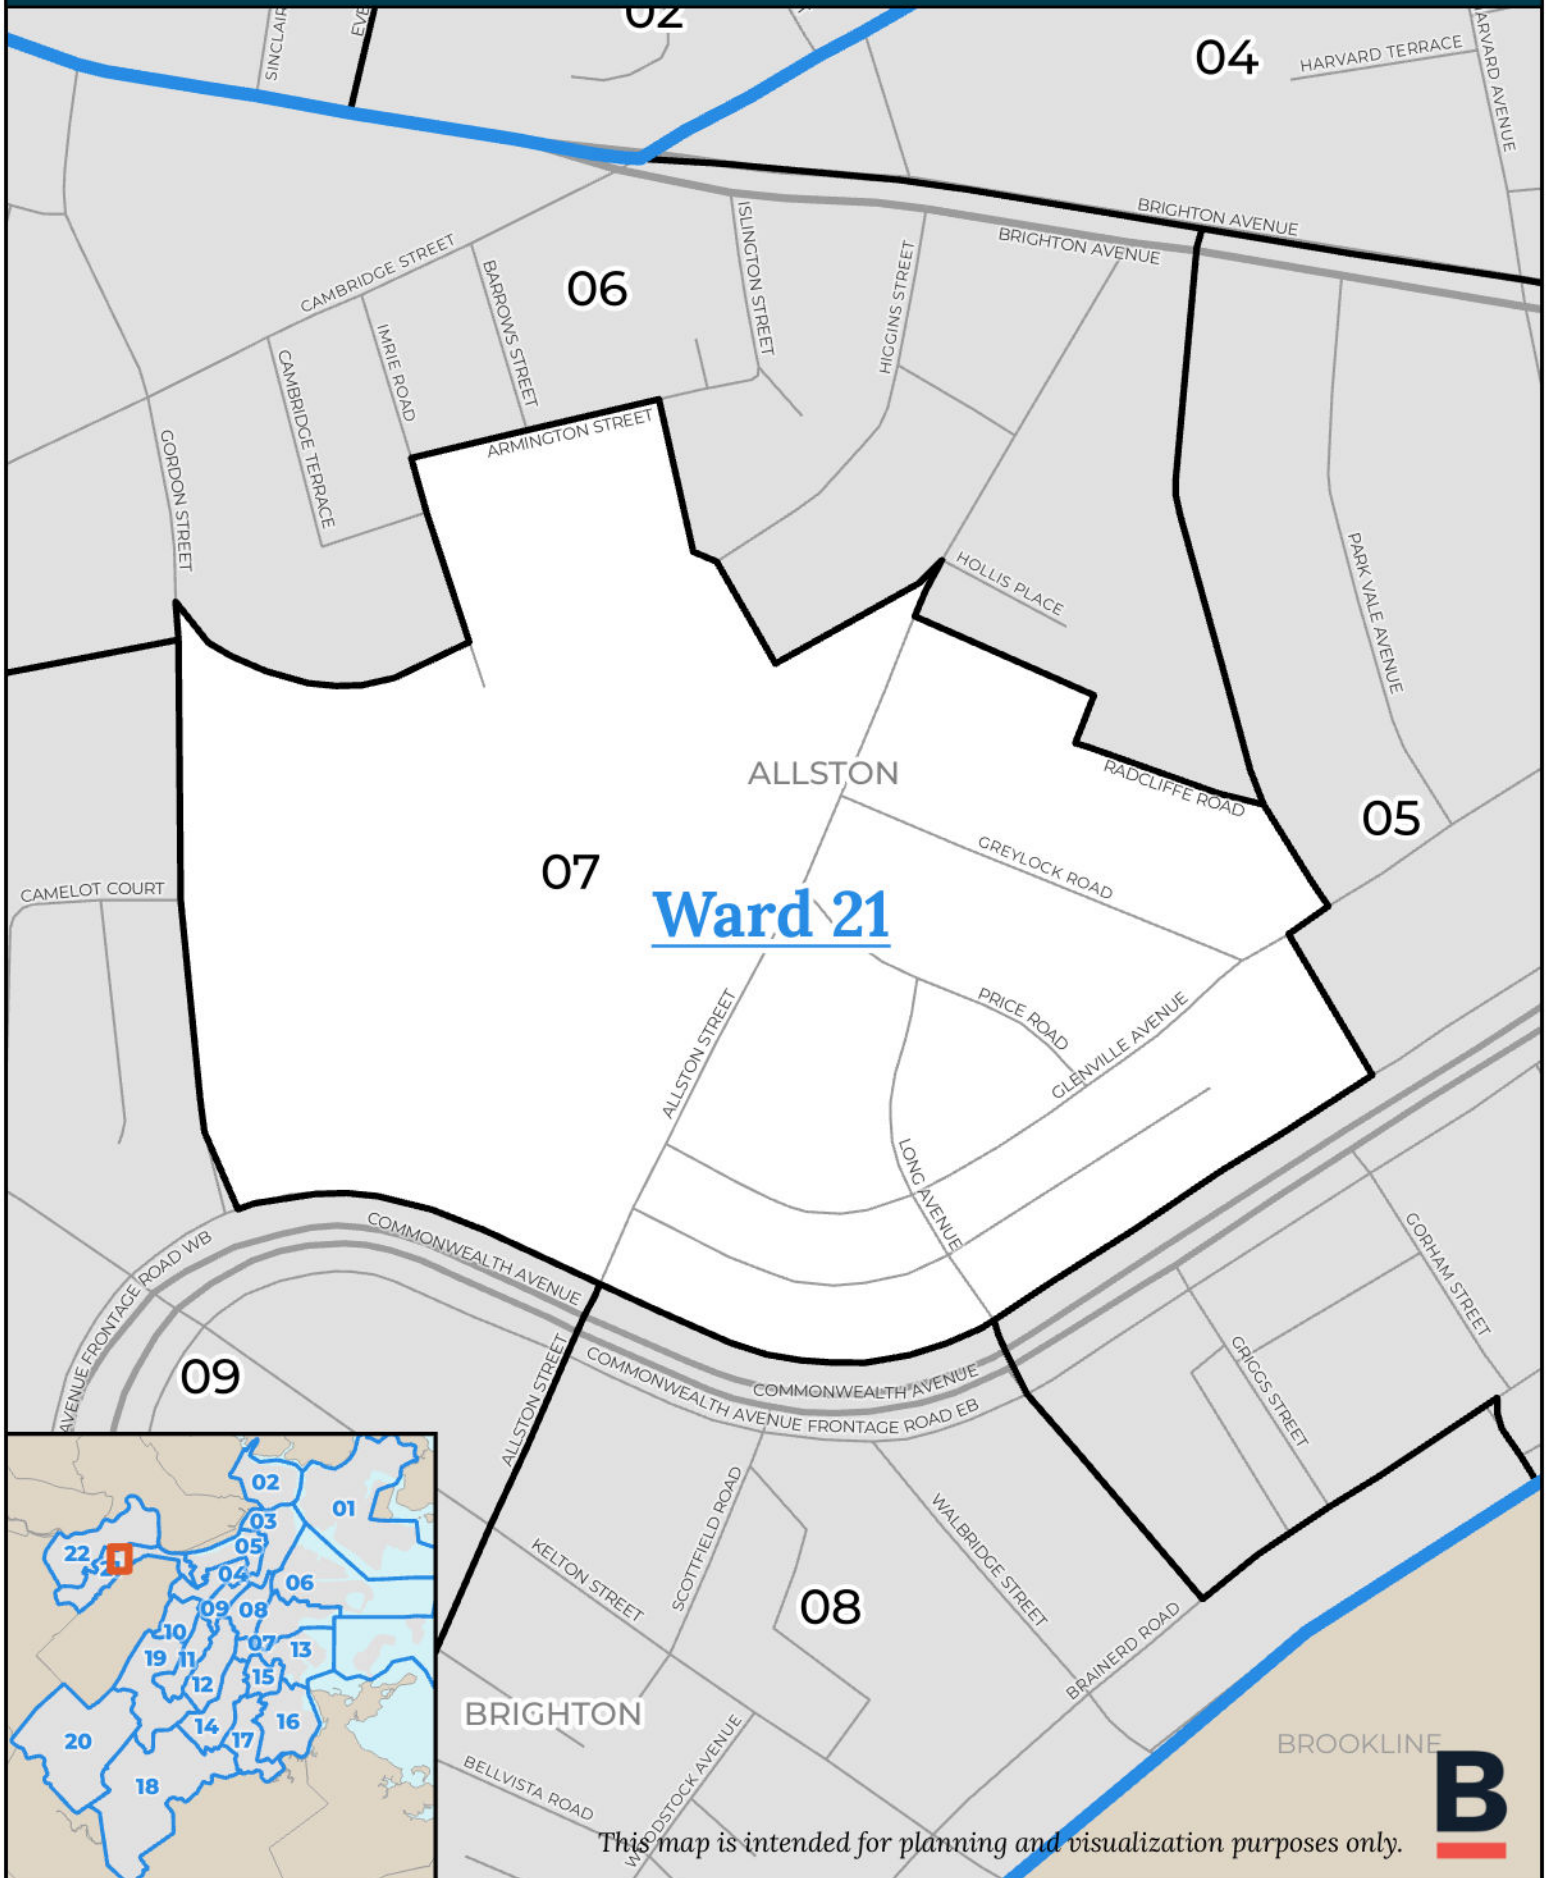 02
04
SINCLAIR
EVE
HARVARD TERRACE
ARVARD AVENUE
BRIGHTON AVENUE
BRIGHTON AVENUE
ISLINGTON STREET
HIGGINS STREET
CAMBRIDGE STREET
BARROWS STREET
06
IMRIE ROAD
CAMBRIDGE TERRACE
ARMINGTON STREET
GORDON STREET
HOLLIS PLACE
PARK VALE AVENUE
ALLSTON
RADCLIFFE ROAD
05
07
GREYLOCK ROAD
CAMELOT COURT
Ward 21
ALLSTON STREET
PRICE ROAD
GLENVILLE AVENUE
LONG AVENUE
COMMONWEALTH AVENUE
AVENUE FRONTAGE ROAD WB
GORHAM STREET
GRIGGS STREET
09
ALLSTON STREET
COMMONWEALTH AVENUE
COMMONWEALTH AVENUE FRONTAGE ROAD EB
SCOTTFIELD ROAD
WALBRIDGE STREET
KELTON STREET
08
BRAINERD ROAD
BRIGHTON
BROOKLINE
WOODSTOCK AVENUE
BELLVISTA ROAD
02
01
03
05
22
04
06
09
08
10
07
13
19
11
12
15
14
16
17
20
18
This map is intended for planning and visualization purposes only.
B